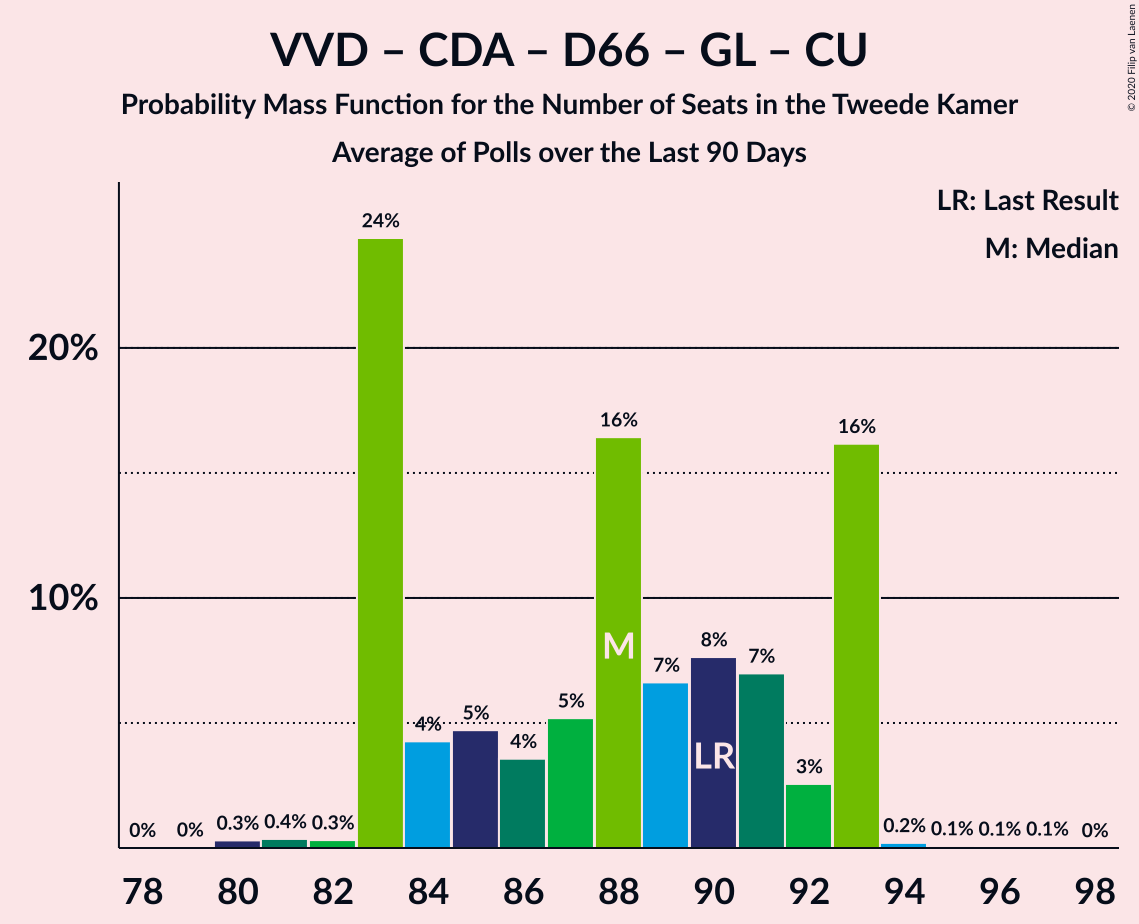 VVD – CDA – D66 – GL – CU
Probability Mass Function for the Number of Seats in the Tweede Kamer
Average of Polls over the Last 90 Days
© 2020 Filip van Laenen
LR: Last Result
M: Median
20%
10%
0%
0%
0.3%
0.4%
0.3%
24%
4%
5%
4%
5%
16%
7%
8%
7%
3%
16%
0.2%
0.1%
0.1%
0.1%
0%
M
LR
78 80 82 84 86 88 90 92 94 96 98